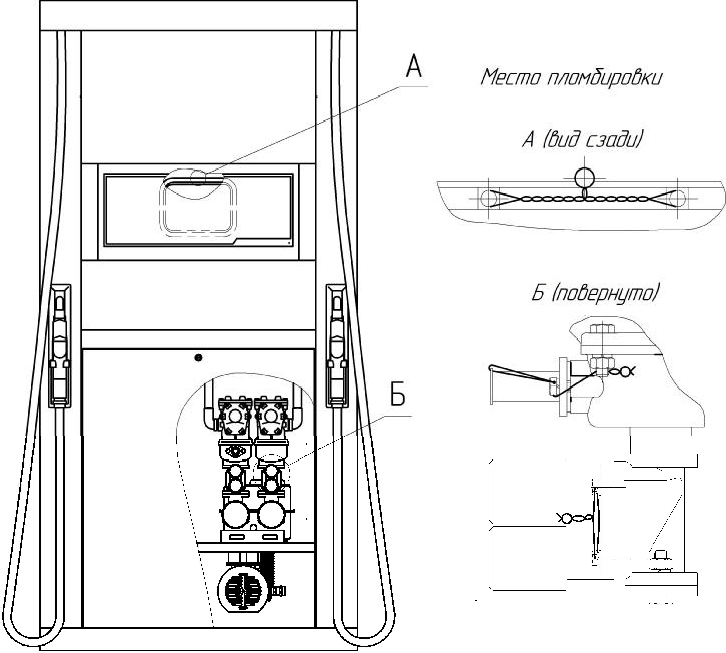 А
Место пломбировки
А (вид сзади)
Б (повернуто)
Б